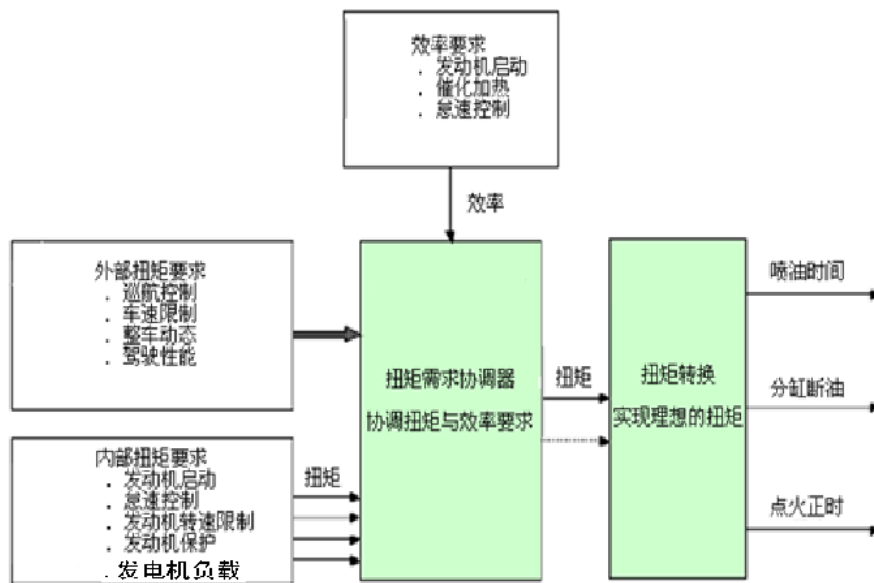 效率要求
. 发动机启动
. 催化加热
. 怠速控制
效率
外部扭矩要求
. 巡航控制
. 车速限制
. 整车动态
. 驾驶性能
内部扭矩要求
. 发动机启动
. 怠速控制
. 发动机转速限制
. 发动机保护
. 发电机负载
扭矩
扭矩需求协调器
协调扭矩与效率要求
扭矩
扭矩转换
实现理想的扭矩
喷油时间
分缸断油
点火正时